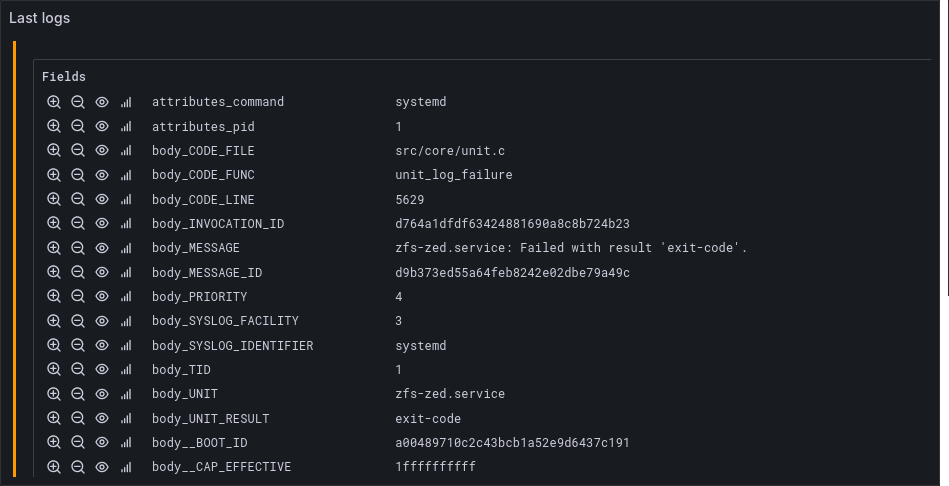 Last logs
Fields
attributes_command systemd
attributes_pid 1
body_CODE_FILE src/core/unit.c
body_CODE_FUNC unit_log_failure
body_CODE_LINE 5629
body_INVOCATION_ID d764a1dfdf63424881690a8c8b724b23
body_MESSAGE zfs-zed.service: Failed with result 'exit-code'.
body_MESSAGE_ID d9b373ed55a64feb8242e02dbe79a49c
body_PRIORITY 4
body_SYSLOG_FACILITY 3
body_SYSLOG_IDENTIFIER systemd
body_TID 1
body_UNIT zfs-zed.service
body_UNIT_RESULT exit-code
body__BOOT_ID a00489710c2c43bcb1a52e9d6437c191
body__CAP_EFFECTIVE 1ffffffffff